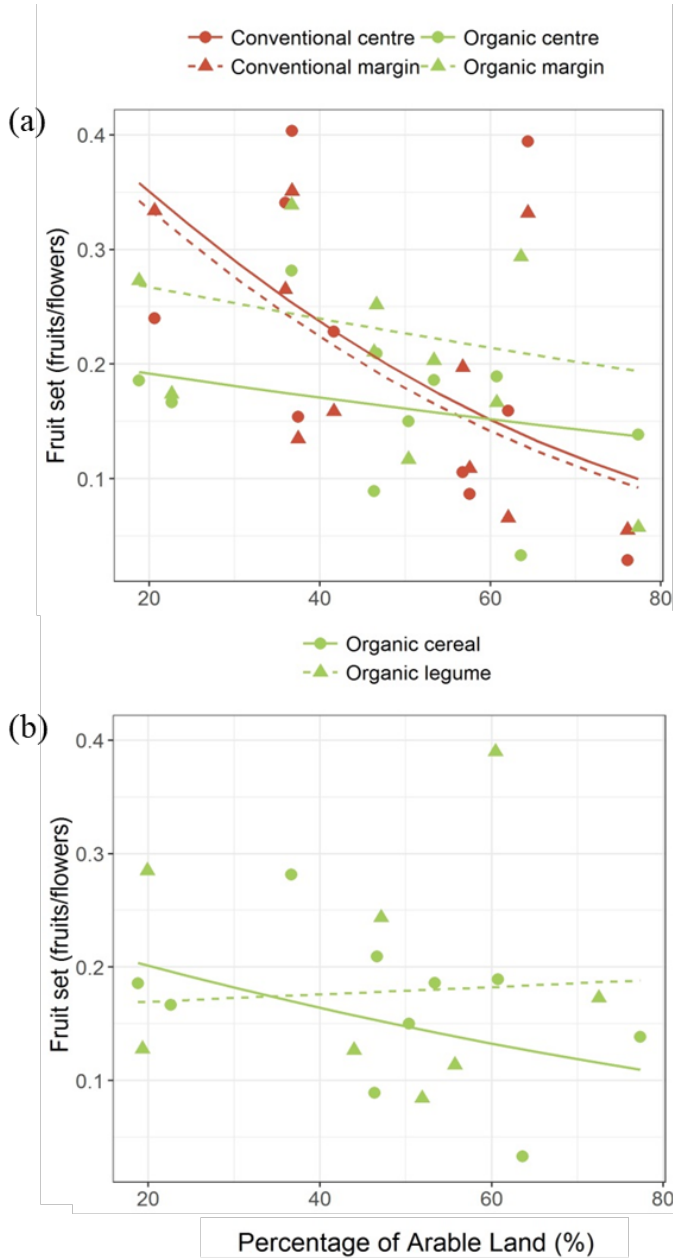 Conventional centre Organic centre
Conventional margin Organic margin
(a)
Fruit set (fruits/flowers)
0.4
0.3
0.2
0.1
20 40 60 80
Organic cereal
Organic legume
(b)
Fruit set (fruits/flowers)
0.4
0.3
0.2
0.1
20 40 60 80
Percentage of Arable Land (%)